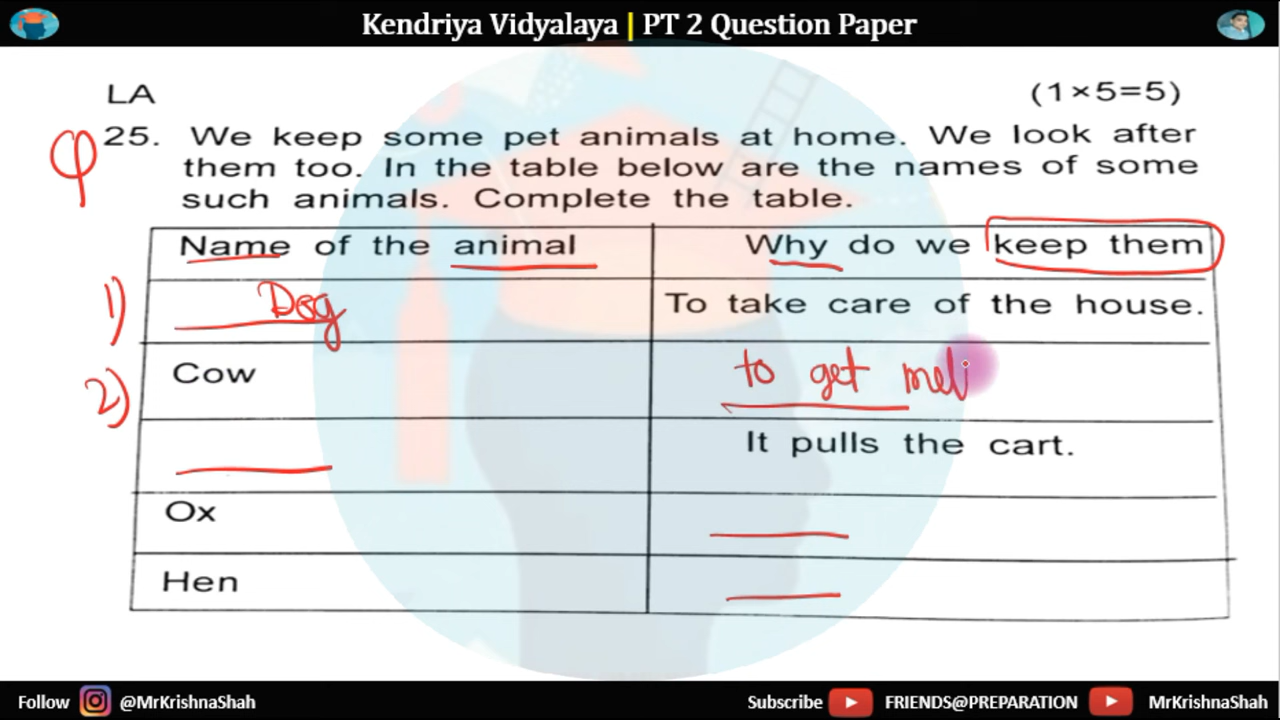 Kendriya Vidyalaya | PT 2 Question Paper
LA (1×5=5)
25. We keep some pet animals at home. We look after
them too. In the table below are the names of some
such animals. Complete the table.
Name of the animal Why do we keep them
1) Dog To take care of the house.
2) Cow to get mel
It pulls the cart.
Ox
Hen
Follow @MrKrishnaShah Subscribe FRIENDS@PREPARATION MrKrishnaShah